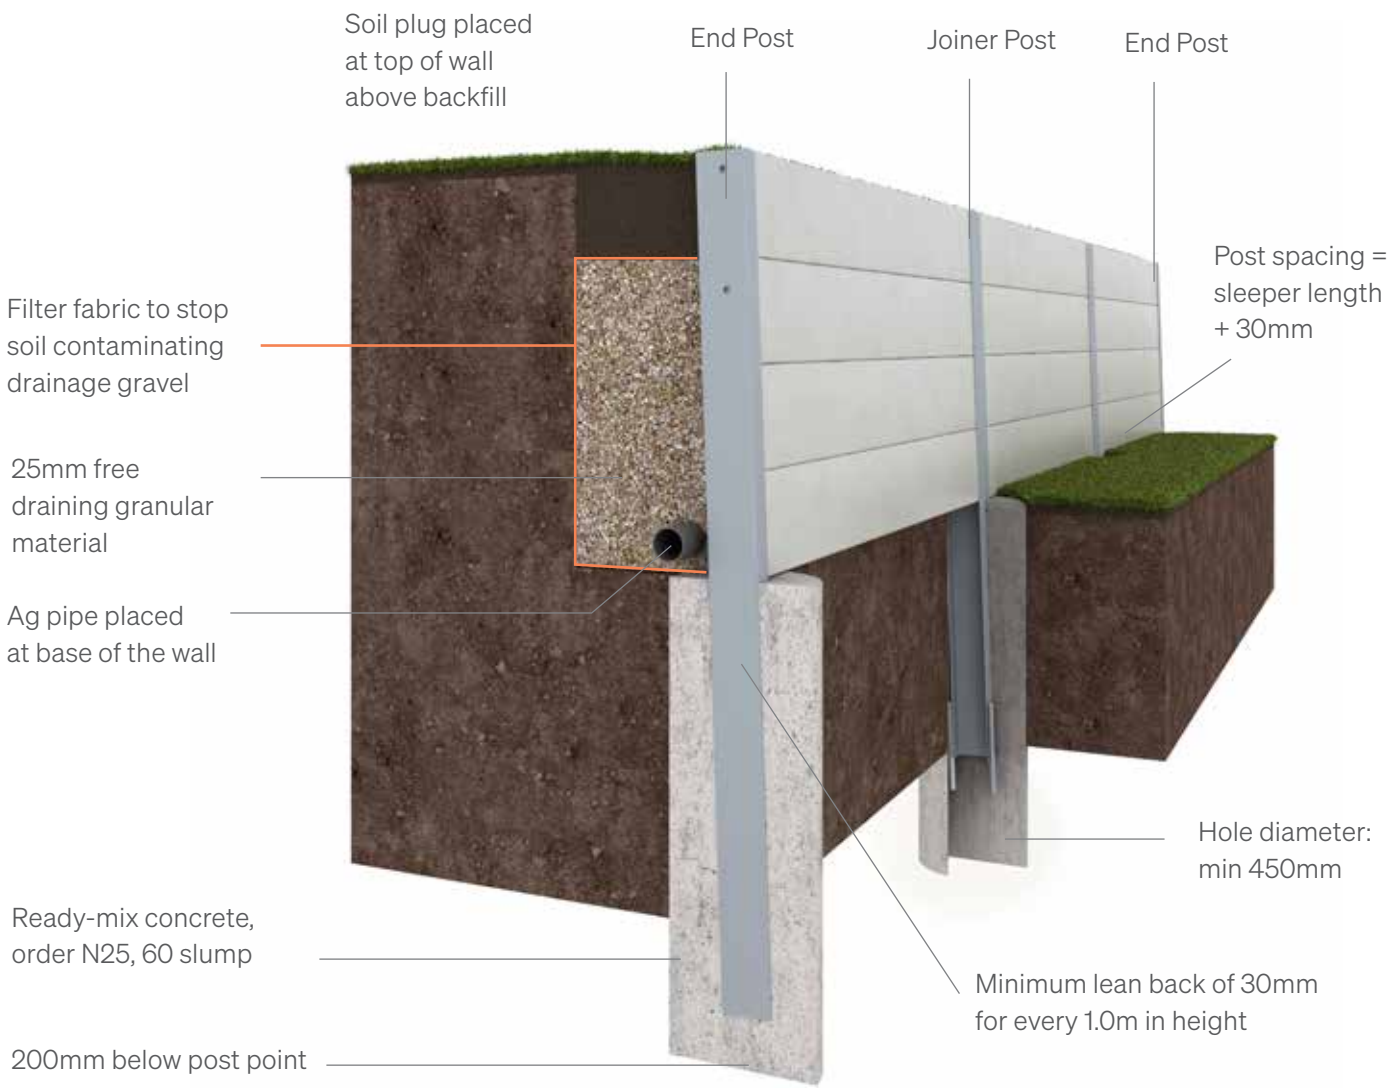 Soil plug placed
at top of wall
above backfill
End Post
Joiner Post
End Post
Post spacing =
sleeper length
+ 30mm
Filter fabric to stop
soil contaminating
drainage gravel
25mm free
draining granular
material
Ag pipe placed
at base of the wall
Hole diameter:
min 450mm
Ready-mix concrete,
order N25, 60 slump
Minimum lean back of 30mm
for every 1.0m in height
200mm below post point